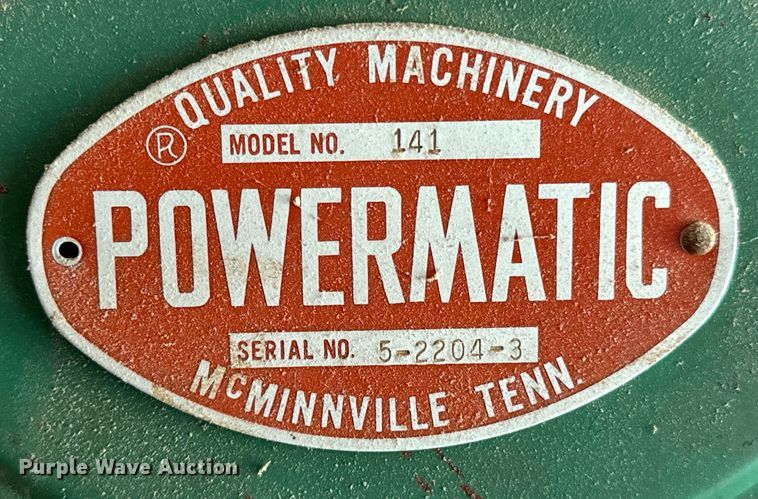 QUALITY MACHINERY
®
MODEL NO. 141
POWERMATIC
SERIAL NO. 5-2204-3
McMINNVILLE TENN.
Purple Wave Auction